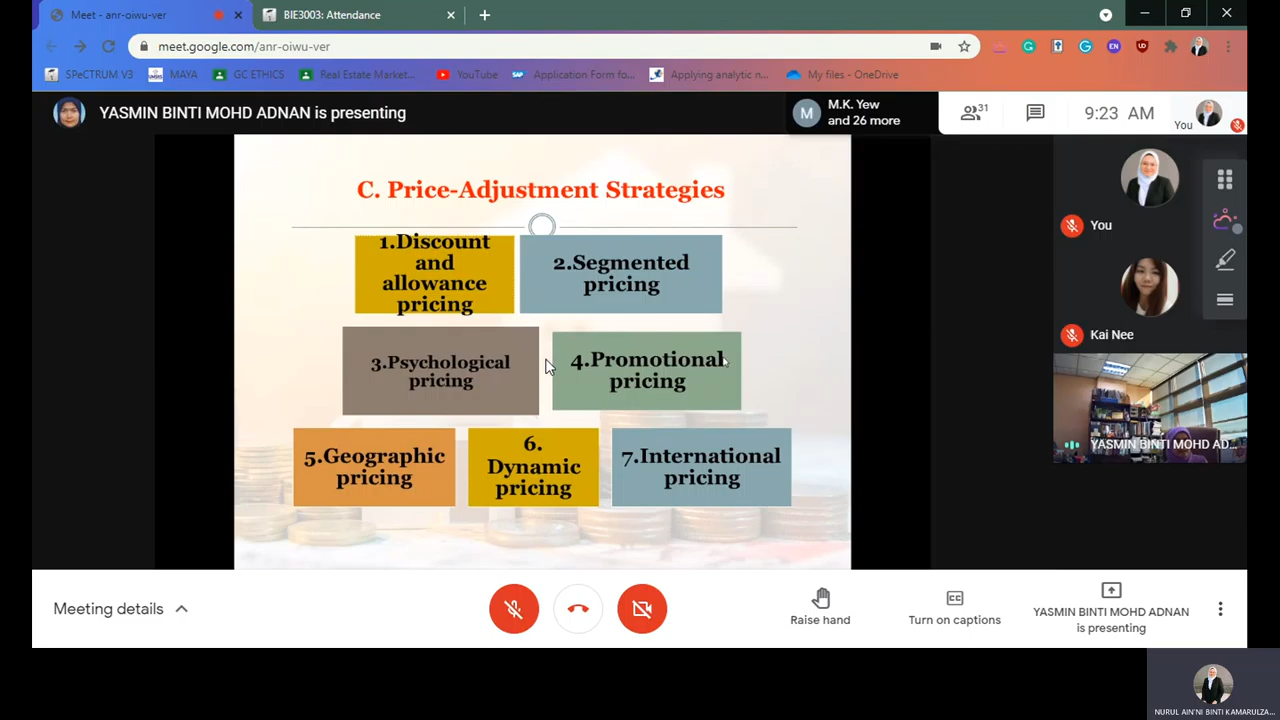 Meet - anr-oiwu-ver
BIE3003: Attendance
meet.google.com/anr-oiwu-ver
SPeCTRUM V3
MAYA
GC ETHICS
Real Estate Market...
YouTube
Application Form fo...
Applying analytic n...
My files - OneDrive
YASMIN BINTI MOHD ADNAN is presenting
M
M.K. Yew
and 26 more
31
9:23 AM
You
C. Price-Adjustment Strategies
1.Discount
and
allowance
pricing
2.Segmented
pricing
3.Psychological
pricing
4.Promotional
pricing
5.Geographic
pricing
6.
Dynamic
pricing
7.International
pricing
You
Kai Nee
YASMIN BINTI MOHD AD...
Meeting details
Raise hand
CC
Turn on captions
YASMIN BINTI MOHD ADNAN
is presenting
NURUL AIN'NI BINTI KAMARULZA...